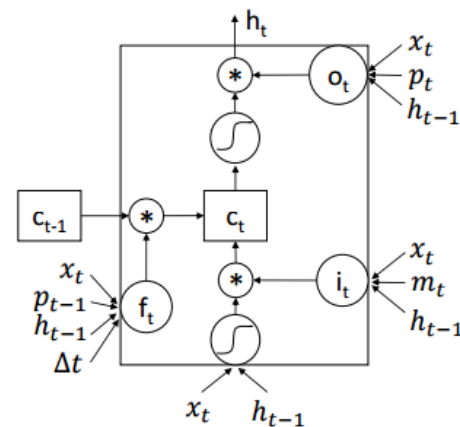 h_t
x_t
* o_t p_t
h_{t-1}
c_{t-1} * c_t
x_t * i_t x_t
p_{t-1} f_t m_t
h_{t-1} h_{t-1}
Δt
x_t h_{t-1}